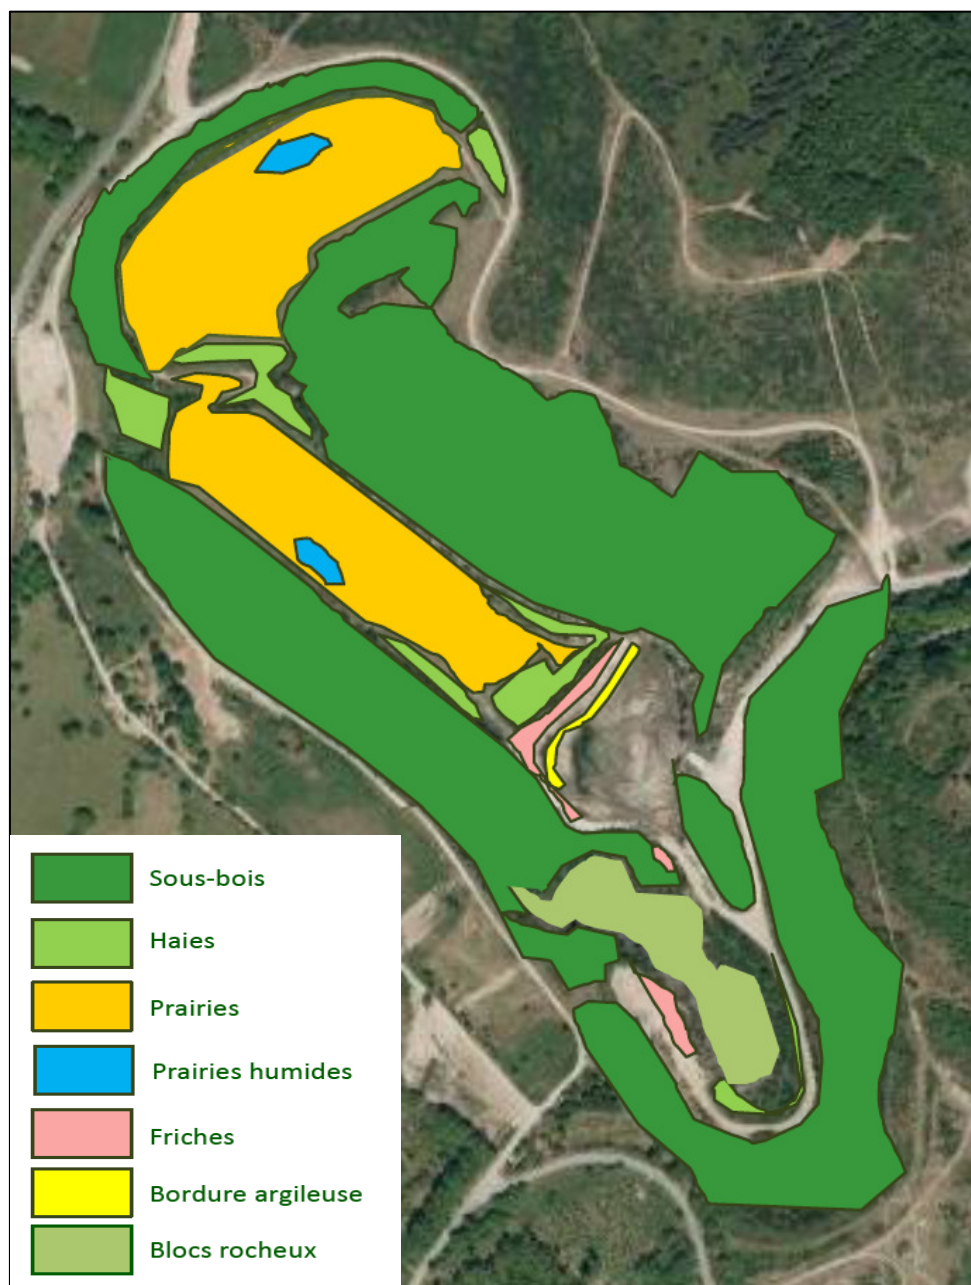 Sous-bois
Haies
Prairies
Prairies humides
Friches
Bordure argileuse
Blocs rocheux